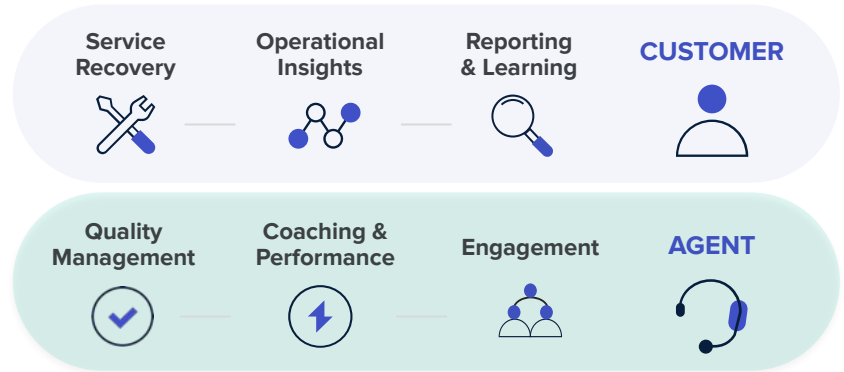 Service
Recovery
Operational
Insights
Reporting
& Learning
CUSTOMER
Quality
Management
Coaching &
Performance
Engagement
AGENT